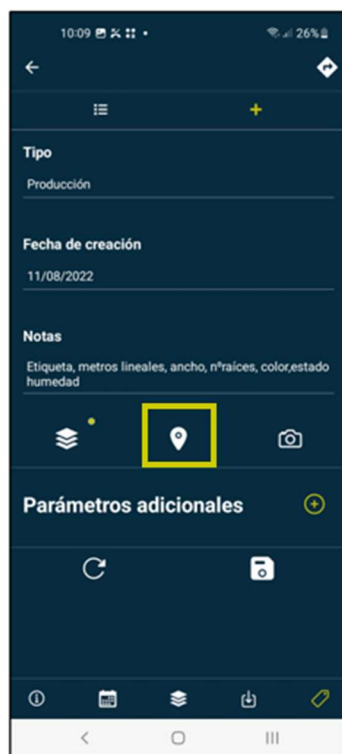 10:09
26%
Tipo
Producción
Fecha de creación
11/08/2022
Notas
Etiqueta, metros lineales, ancho, nºraíces, color,estado
humedad
Parámetros adicionales